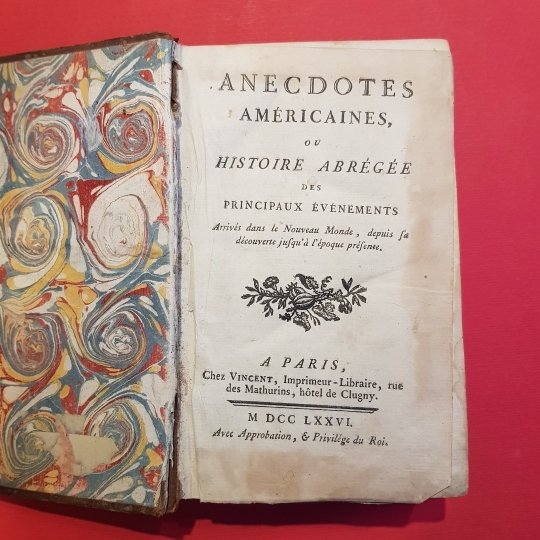 ANECDOTES
AMÉRICAINES,
OU
HISTOIRE ABRÉGÉE
DES
PRINCIPAUX ÉVÉNEMENTS
Arrivés dans le Nouveau Monde, depuis sa
découverte jusqu'à l'époque présente.
A PARIS,
Chez VINCENT, Imprimeur-Libraire, rue
des Mathurins, hôtel de Clugny.
M DCC LXXVI.
Avec Approbation, & Privilége du Roi.